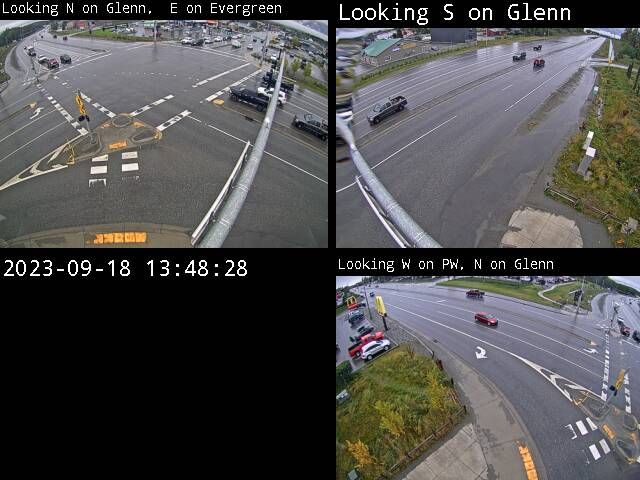 Looking N on Glenn,  E on Evergreen
Looking S on Glenn
2023-09-18 13:48:28
Looking W on PW, N on Glenn